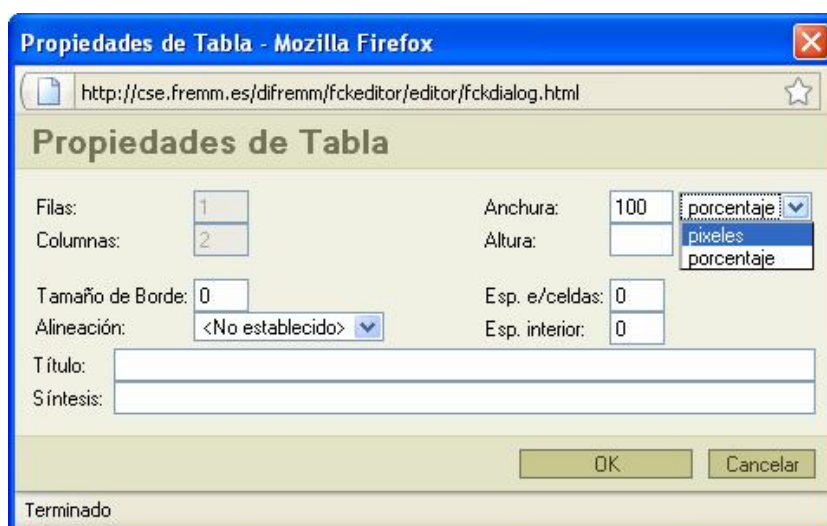 Propiedades de Tabla - Mozilla Firefox
http://cse.fremm.es/difremm/fckeditor/editor/fckdialog.html
Propiedades de Tabla
Filas: 1 Anchura: 100 porcentaje
Columnas: 2 Altura: pixeles
porcentaje
Tamaño de Borde: 0 Esp. e/celdas: 0
Alineación: <No establecido> Esp. interior: 0
Título:
Síntesis:
OK Cancelar
Terminado